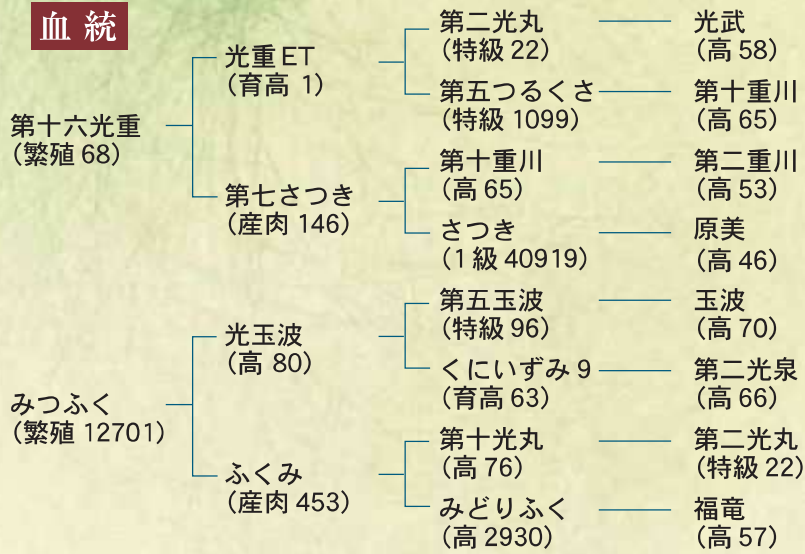 血統
第十六光重
(繁殖 68)
光重 ET
(育高 1)
第二光丸
(特級 22)
光武
(高 58)
第五つるくさ
(特級 1099)
第十重川
(高 65)
第七さつき
(産肉 146)
第十重川
(高 65)
第二重川
(高 53)
さつき
(1級 40919)
原美
(高 46)
みつふく
(繁殖 12701)
光玉波
(高 80)
第五玉波
(特級 96)
玉波
(高 70)
くにいずみ 9
(育高 63)
第二光泉
(高 66)
ふくみ
(産肉 453)
第十光丸
(高 76)
第二光丸
(特級 22)
みどりふく
(高 2930)
福竜
(高 57)